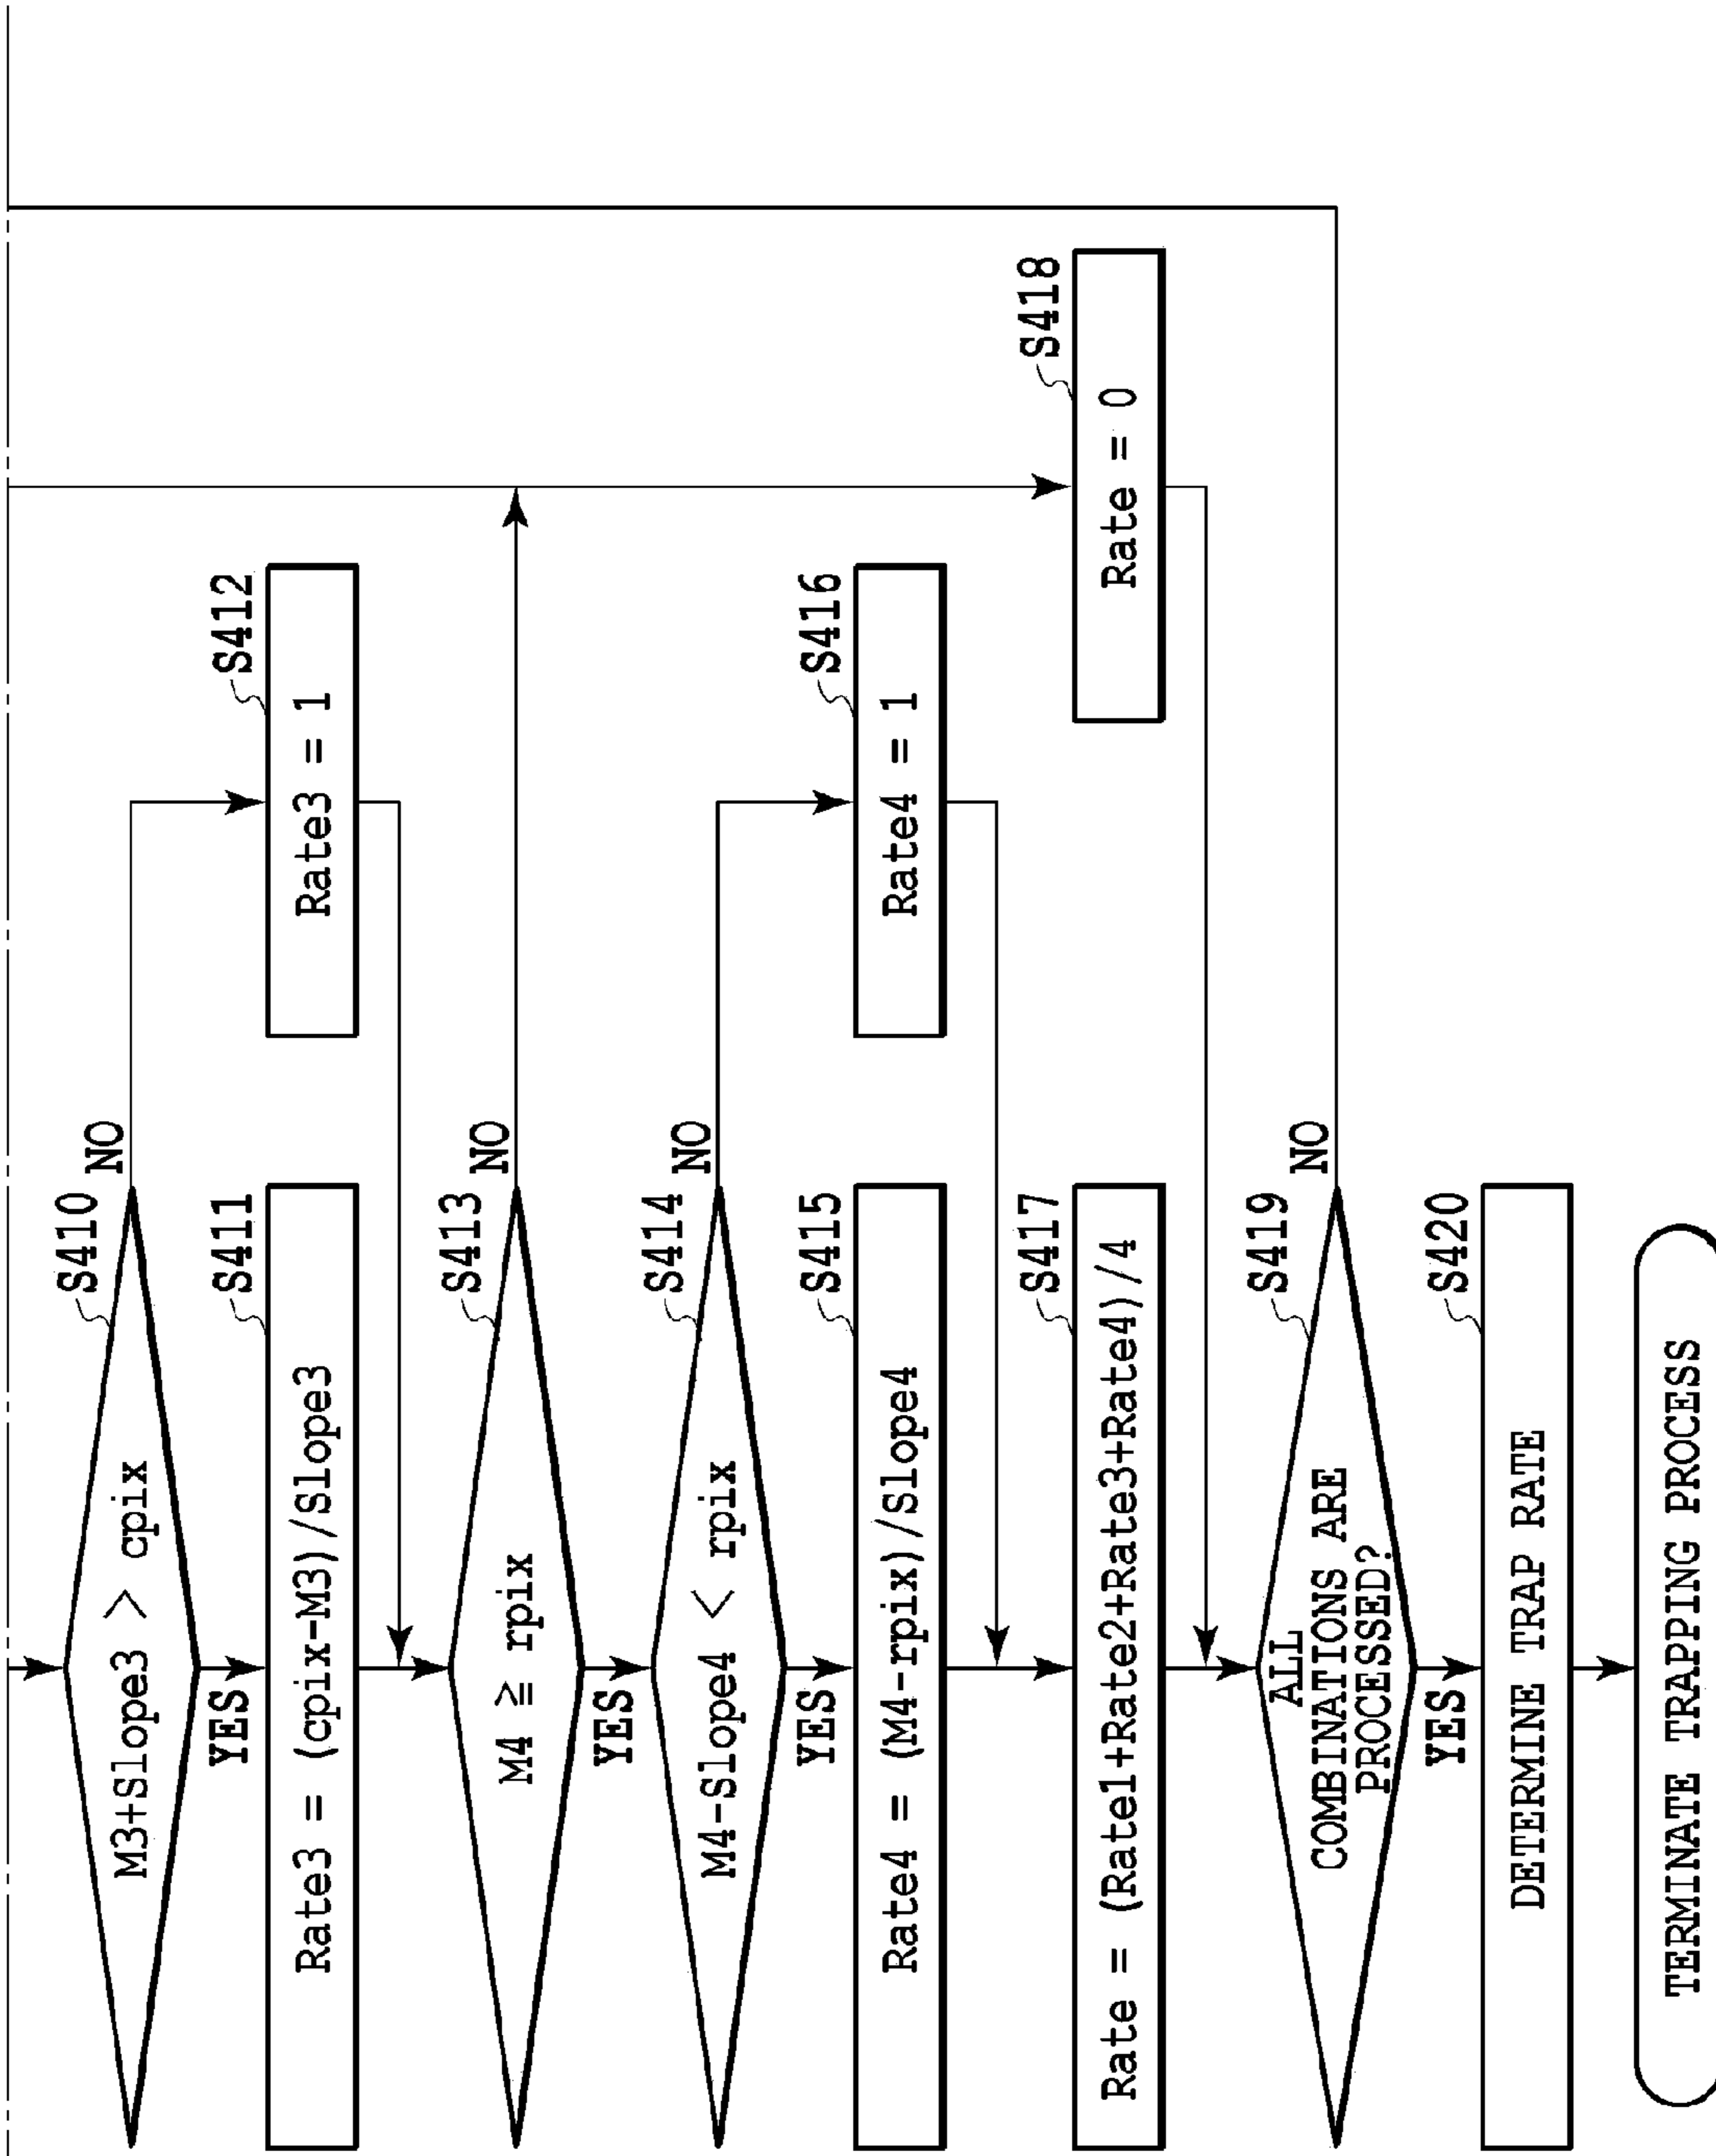 S410
M3+Slope3 > cpix
NO
YES
S411
Rate3 = (cpix-M3)/Slope3
S412
Rate3 = 1
S413
M4 ≥ rpix
NO
YES
S414
M4-Slope4 < rpix
NO
YES
S415
Rate4 = (M4-rpix)/Slope4
S416
Rate4 = 1
S417
Rate = (Rate1+Rate2+Rate3+Rate4)/4
S418
Rate = 0
S419
ALL
COMBINATIONS ARE
PROCESSED?
NO
YES
S420
DETERMINE TRAP RATE
TERMINATE TRAPPING PROCESS